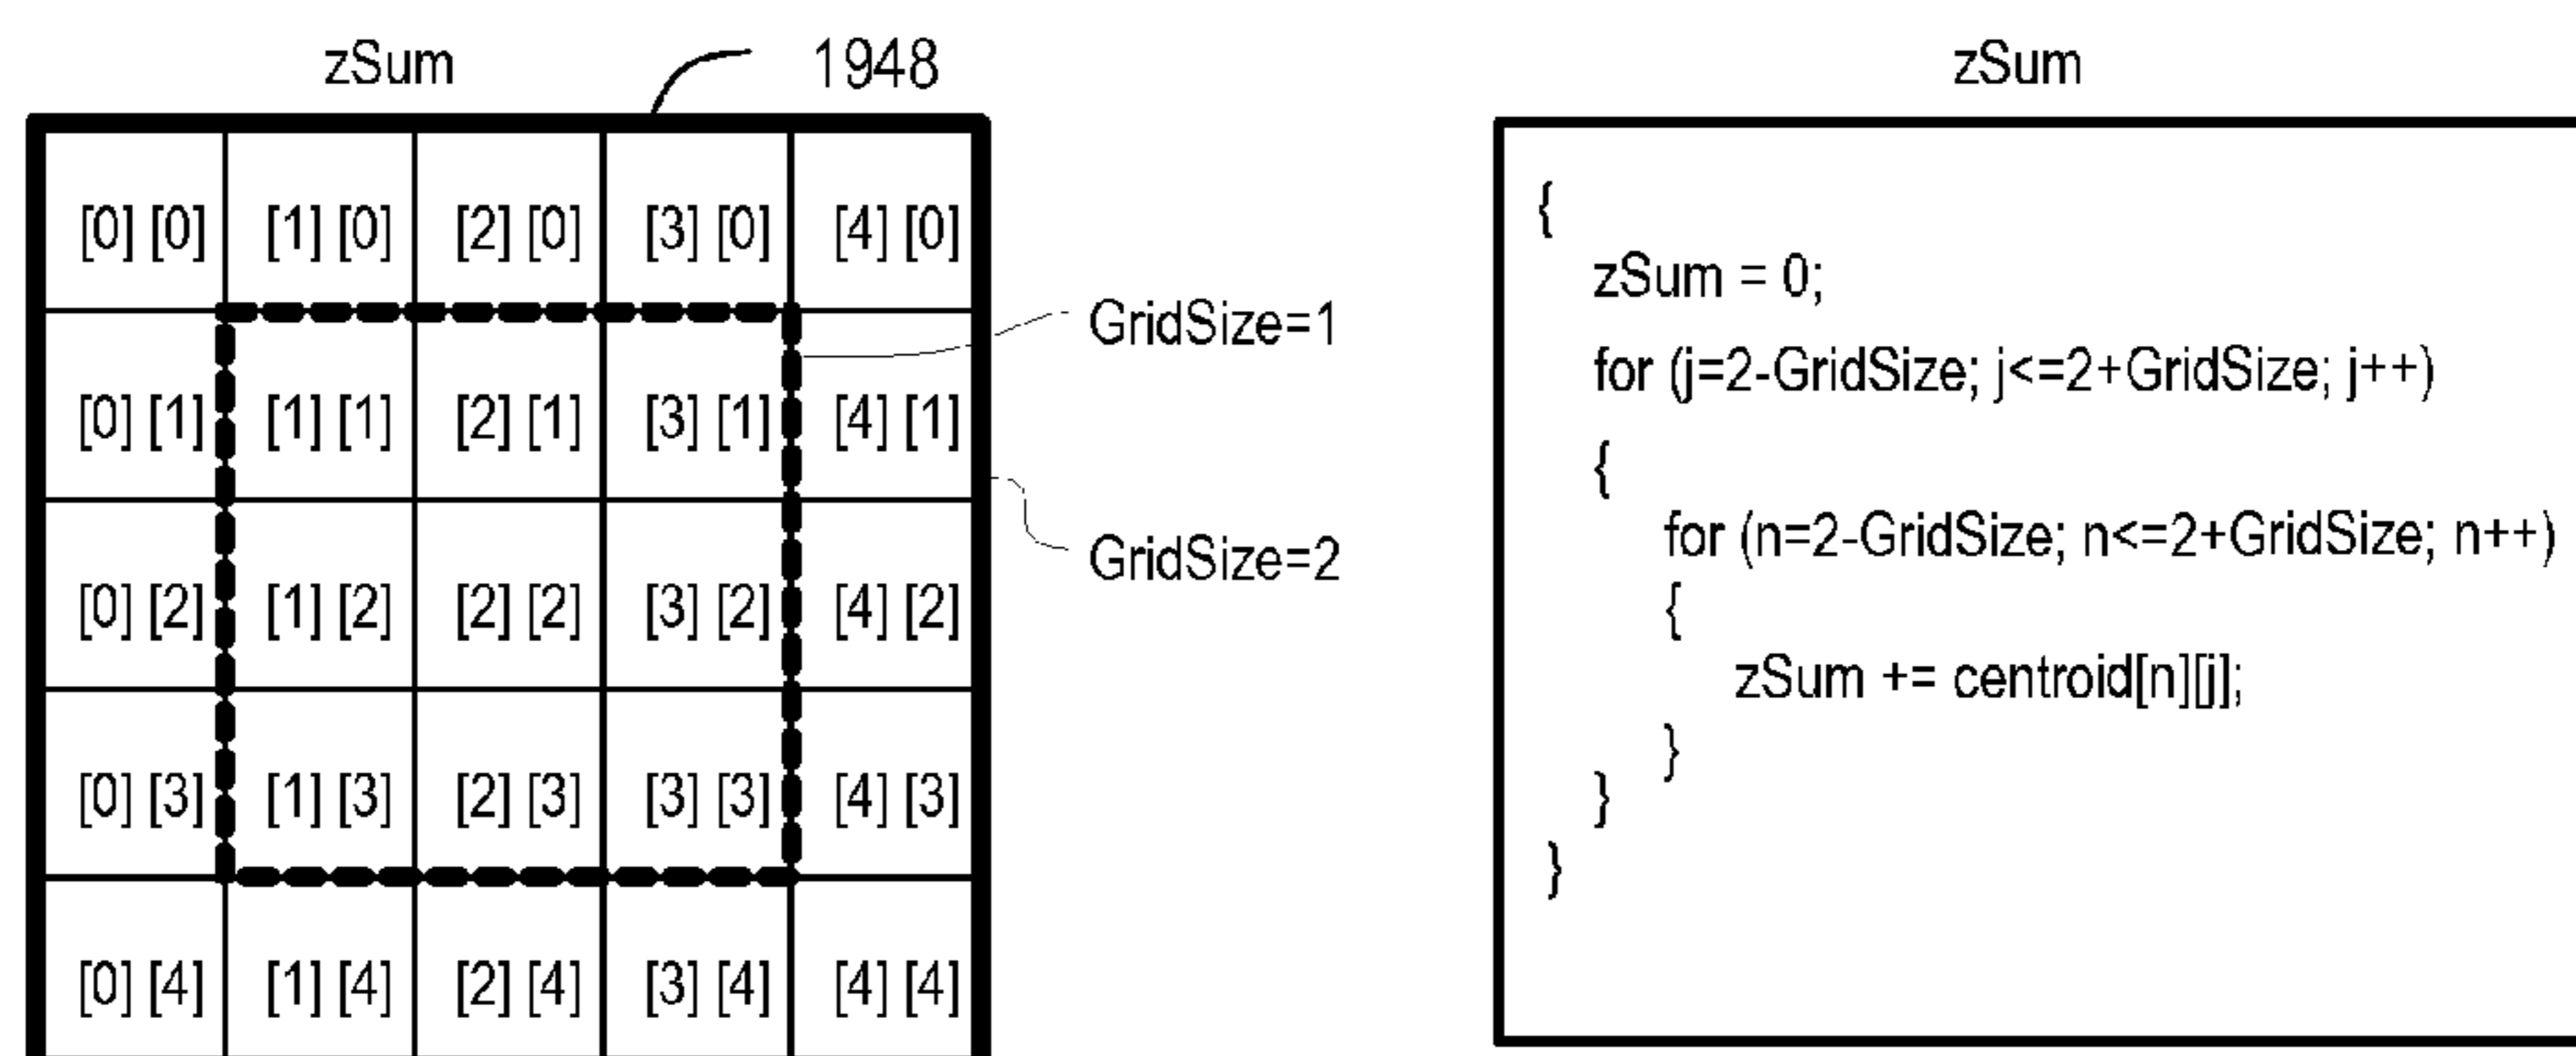 zSum
1948
[0] [0] [1] [0] [2] [0] [3] [0] [4] [0]
[0] [1] [1] [1] [2] [1] [3] [1] [4] [1]
[0] [2] [1] [2] [2] [2] [3] [2] [4] [2]
[0] [3] [1] [3] [2] [3] [3] [3] [4] [3]
[0] [4] [1] [4] [2] [4] [3] [4] [4] [4]
GridSize=1
GridSize=2
zSum
{
zSum = 0;
for (j=2-GridSize; j<=2+GridSize; j++)
{
for (n=2-GridSize; n<=2+GridSize; n++)
{
zSum += centroid[n][j];
}
}
}